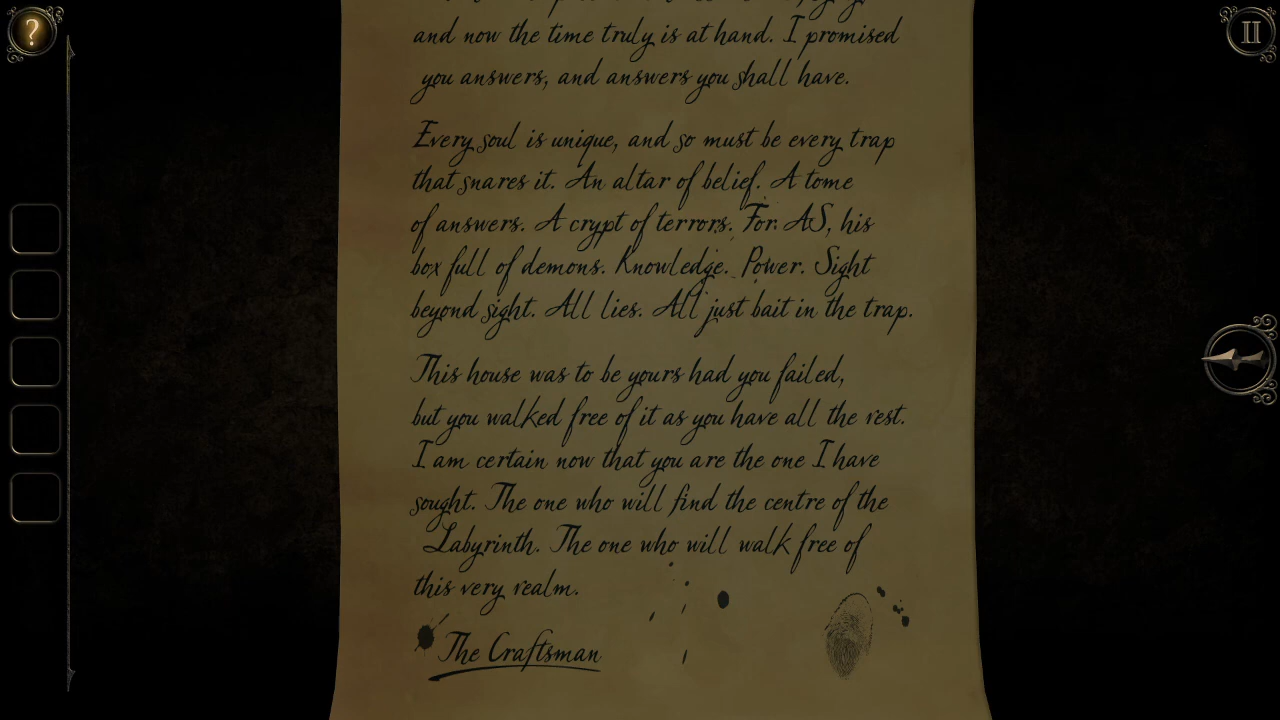 ?
II
and now the time truly is at hand. I promised
you answers, and answers you shall have.
Every soul is unique, and so must be every trap
that snares it. An altar of belief. A tome
of answers. A crypt of terrors. For AS, his
box full of demons. Knowledge. Power. Sight
beyond sight. All lies. All just bait in the trap.
This house was to be yours had you failed,
but you walked free of it as you have all the rest.
I am certain now that you are the one I have
sought. The one who will find the centre of the
Labyrinth. The one who will walk free of
this very realm.
The Craftsman